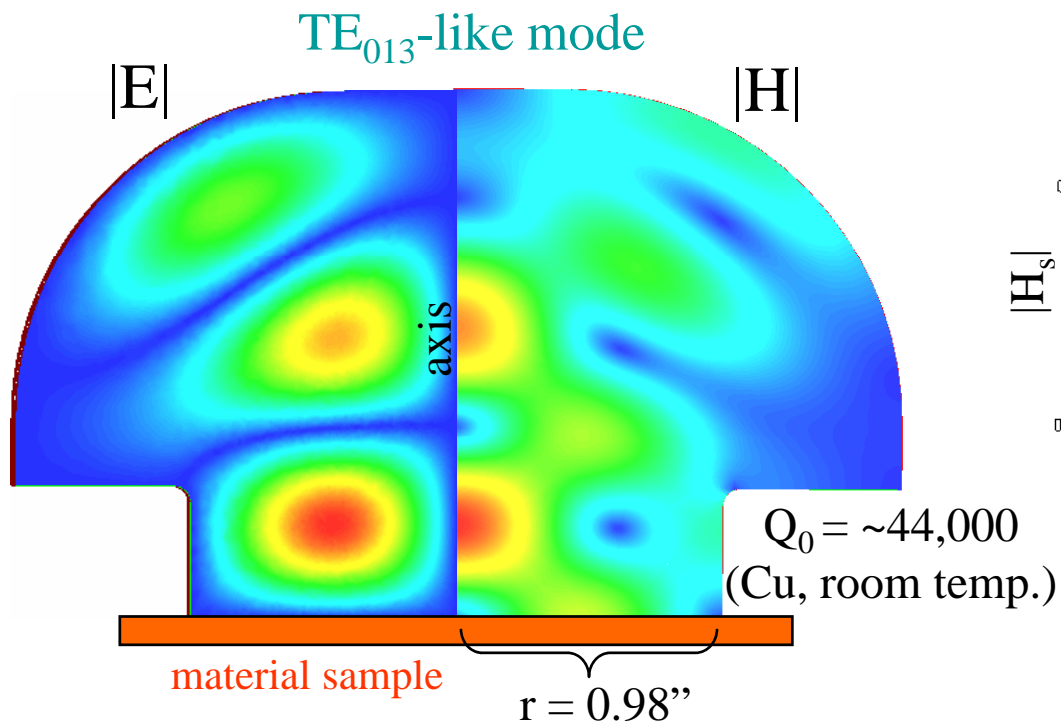 TE₀₁₃-like mode
|E|
|H|
axis
|Hₛ|
Q₀ = ~44,000
(Cu, room temp.)
material sample
r = 0.98”